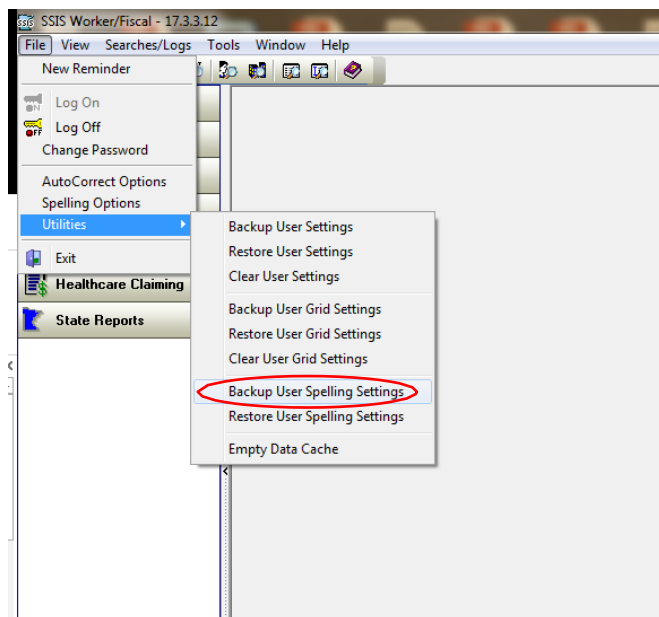 SSIS Worker/Fiscal - 17.3.3.12
File View Searches/Logs Tools Window Help
New Reminder
Log On
Log Off
Change Password
AutoCorrect Options
Spelling Options
Utilities
Exit
Backup User Settings
Restore User Settings
Clear User Settings
Backup User Grid Settings
Restore User Grid Settings
Clear User Grid Settings
Backup User Spelling Settings
Restore User Spelling Settings
Empty Data Cache
Healthcare Claiming
State Reports